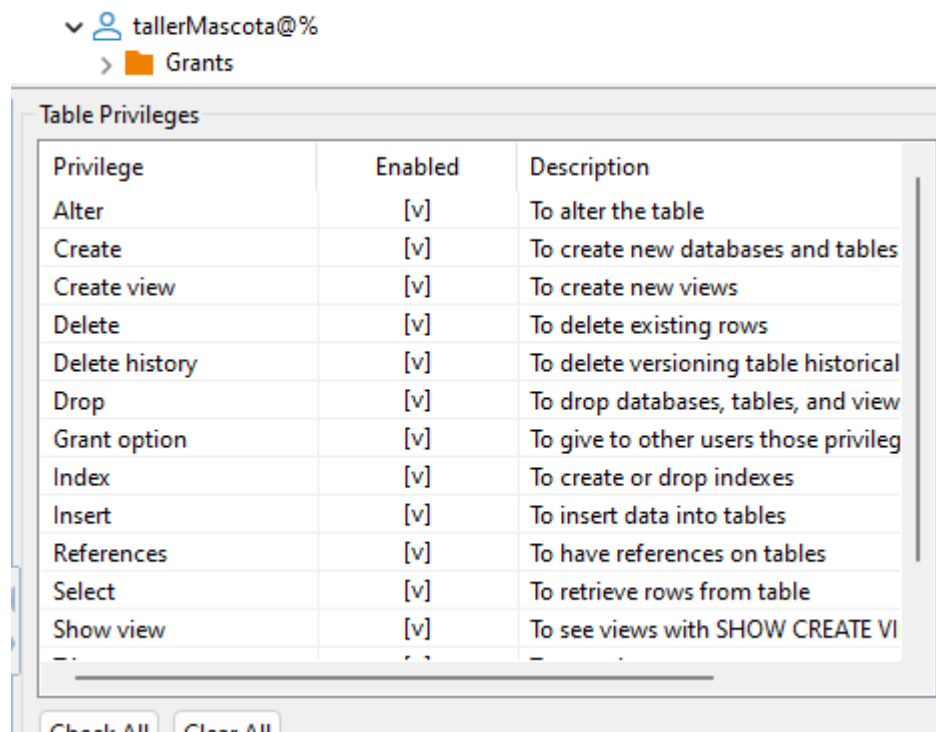 tallerMascota@%
Grants
Table Privileges
Privilege Enabled Description
Alter [v] To alter the table
Create [v] To create new databases and tables
Create view [v] To create new views
Delete [v] To delete existing rows
Delete history [v] To delete versioning table historical
Drop [v] To drop databases, tables, and view
Grant option [v] To give to other users those privileg
Index [v] To create or drop indexes
Insert [v] To insert data into tables
References [v] To have references on tables
Select [v] To retrieve rows from table
Show view [v] To see views with SHOW CREATE VI
Check All Clear All